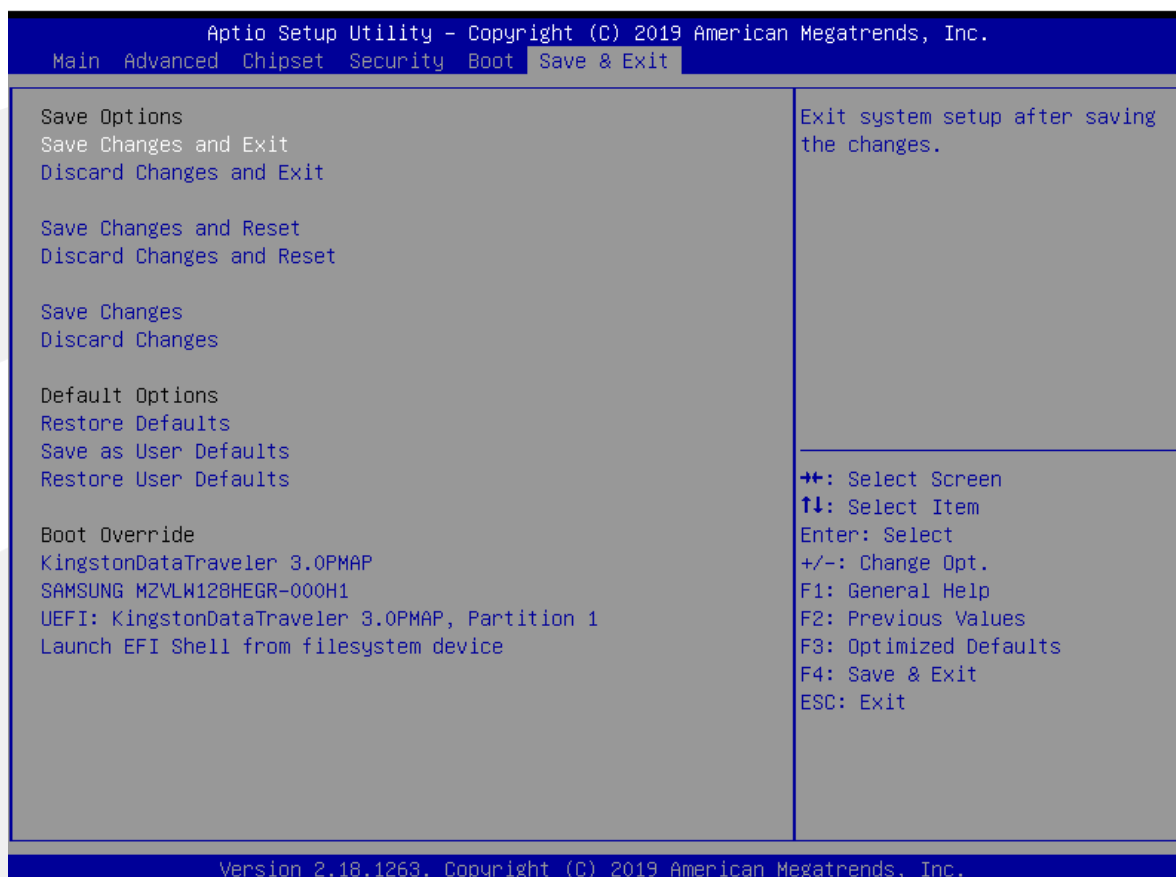 Aptio Setup Utility – Copyright (C) 2019 American Megatrends, Inc.
Main Advanced Chipset Security Boot Save & Exit
Save Options
Save Changes and Exit
Discard Changes and Exit
Save Changes and Reset
Discard Changes and Reset
Save Changes
Discard Changes
Default Options
Restore Defaults
Save as User Defaults
Restore User Defaults
Boot Override
KingstonDataTraveler 3.0PMAP
SAMSUNG MZVLW128HEGR-000H1
UEFI: KingstonDataTraveler 3.0PMAP, Partition 1
Launch EFI Shell from filesystem device
Exit system setup after saving
the changes.
→←: Select Screen
↑↓: Select Item
Enter: Select
+/-: Change Opt.
F1: General Help
F2: Previous Values
F3: Optimized Defaults
F4: Save & Exit
ESC: Exit
Version 2.18.1263. Copyright (C) 2019 American Megatrends, Inc.